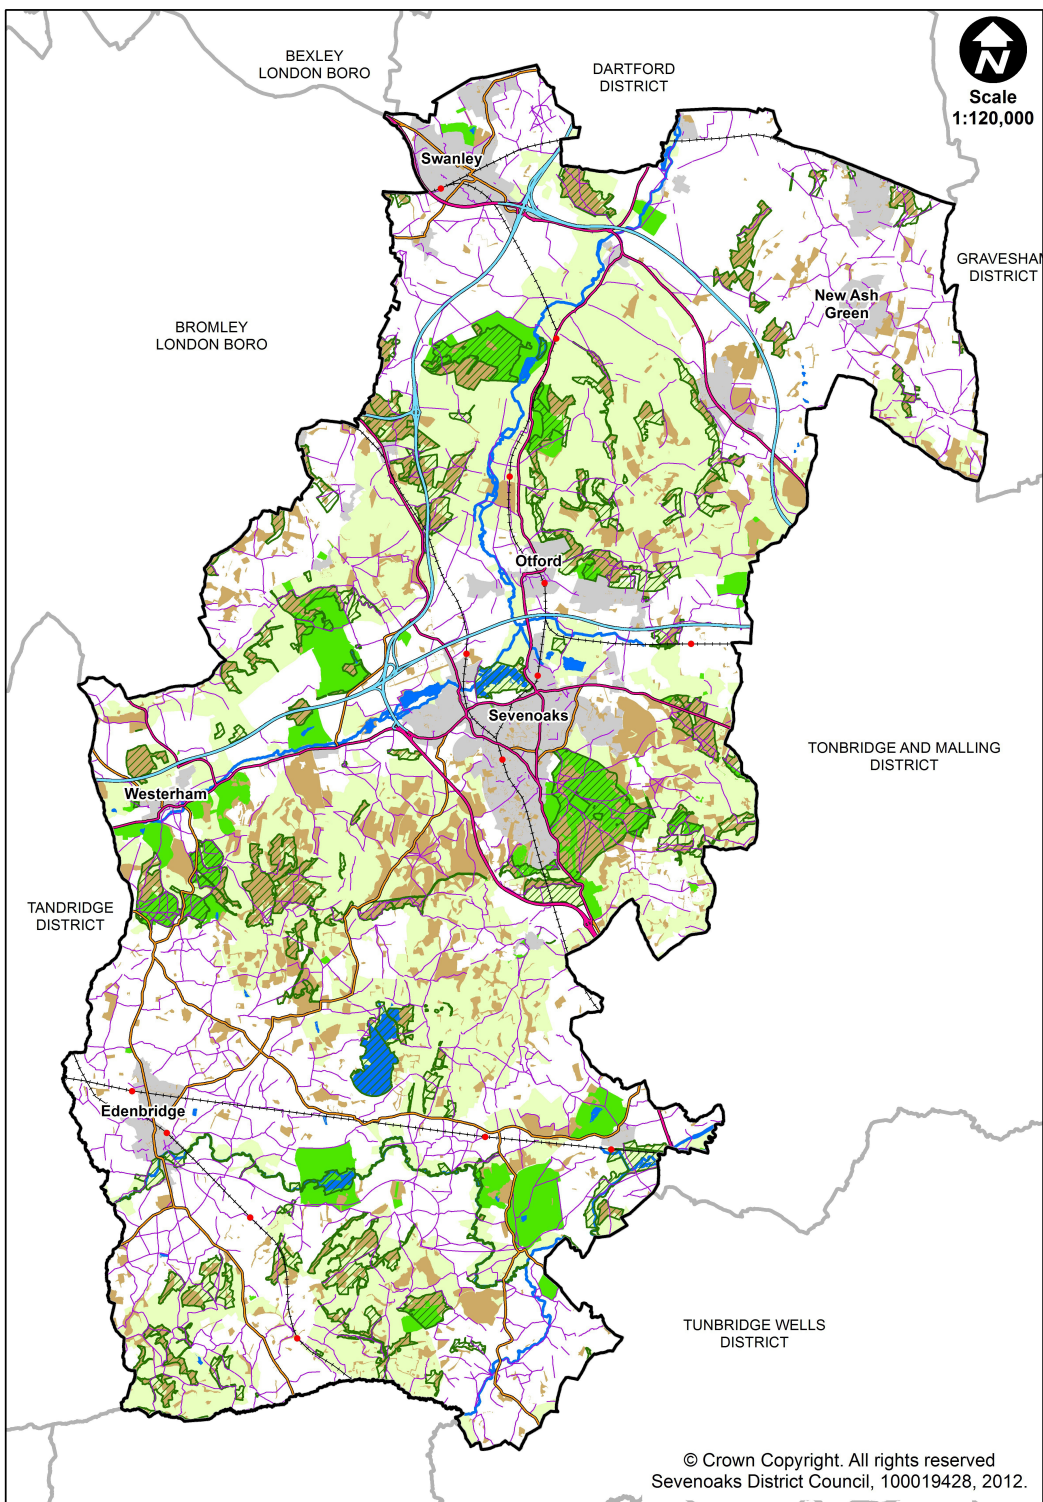 BEXLEY
LONDON BORO
DARTFORD
DISTRICT
N
Scale
1:120,000
Swanley
GRAVESHAM
DISTRICT
New Ash
Green
BROMLEY
LONDON BORO
Otford
Sevenoaks
TONBRIDGE AND MALLING
DISTRICT
Westerham
TANDRIDGE
DISTRICT
Edenbridge
TUNBRIDGE WELLS
DISTRICT
© Crown Copyright. All rights reserved
Sevenoaks District Council, 100019428, 2012.